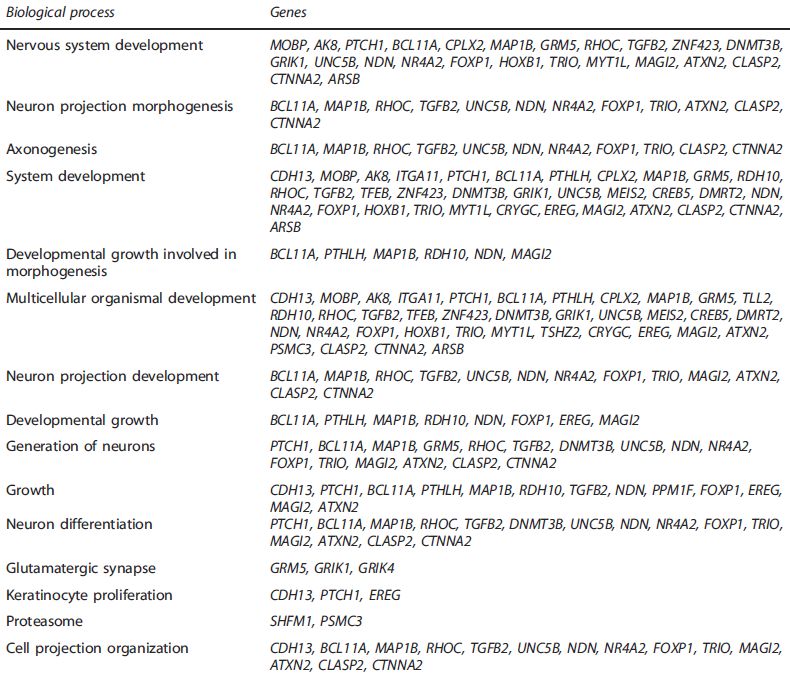 Biological process Genes
Nervous system development MOBP, AK8, PTCH1, BCL11A, CPLX2, MAP1B, GRM5, RHOC, TGFB2, ZNF423, DNMT3B,
GRIK1, UNC5B, NDN, NR4A2, FOXP1, HOXB1, TRIO, MYT1L, MAGI2, ATXN2, CLASP2,
CTNNA2, ARSB
Neuron projection morphogenesis BCL11A, MAP1B, RHOC, TGFB2, UNC5B, NDN, NR4A2, FOXP1, TRIO, ATXN2, CLASP2,
CTNNA2
Axonogenesis BCL11A, MAP1B, RHOC, TGFB2, UNC5B, NDN, NR4A2, FOXP1, TRIO, CLASP2, CTNNA2
System development CDH13, MOBP, AK8, ITGA11, PTCH1, BCL11A, PTHLH, CPLX2, MAP1B, GRM5, RDH10,
RHOC, TGFB2, TFEB, ZNF423, DNMT3B, GRIK1, UNC5B, MEIS2, CREB5, DMRT2, NDN,
NR4A2, FOXP1, HOXB1, TRIO, MYT1L, CRYGC, EREG, MAGI2, ATXN2, CLASP2, CTNNA2,
ARSB
Developmental growth involved in BCL11A, PTHLH, MAP1B, RDH10, NDN, MAGI2
morphogenesis
Multicellular organismal development CDH13, MOBP, AK8, ITGA11, PTCH1, BCL11A, PTHLH, CPLX2, MAP1B, GRM5, TLL2,
RDH10, RHOC, TGFB2, TFEB, ZNF423, DNMT3B, GRIK1, UNC5B, MEIS2, CREB5, DMRT2,
NDN, NR4A2, FOXP1, HOXB1, TRIO, MYT1L, TSHZ2, CRYGC, EREG, MAGI2, ATXN2,
PSMC3, CLASP2, CTNNA2, ARSB
Neuron projection development BCL11A, MAP1B, RHOC, TGFB2, UNC5B, NDN, NR4A2, FOXP1, TRIO, MAGI2, ATXN2,
CLASP2, CTNNA2
Developmental growth BCL11A, PTHLH, MAP1B, RDH10, NDN, FOXP1, EREG, MAGI2
Generation of neurons PTCH1, BCL11A, MAP1B, GRM5, RHOC, TGFB2, DNMT3B, UNC5B, NDN, NR4A2,
FOXP1, TRIO, MAGI2, ATXN2, CLASP2, CTNNA2
Growth CDH13, PTCH1, BCL11A, PTHLH, MAP1B, RDH10, TGFB2, NDN, PPM1F, FOXP1, EREG,
MAGI2, ATXN2
Neuron differentiation PTCH1, BCL11A, MAP1B, RHOC, TGFB2, DNMT3B, UNC5B, NDN, NR4A2, FOXP1, TRIO,
MAGI2, ATXN2, CLASP2, CTNNA2
Glutamatergic synapse GRM5, GRIK1, GRIK4
Keratinocyte proliferation CDH13, PTCH1, EREG
Proteasome SHFM1, PSMC3
Cell projection organization CDH13, BCL11A, MAP1B, RHOC, TGFB2, UNC5B, NDN, NR4A2, FOXP1, TRIO, MAGI2,
ATXN2, CLASP2, CTNNA2